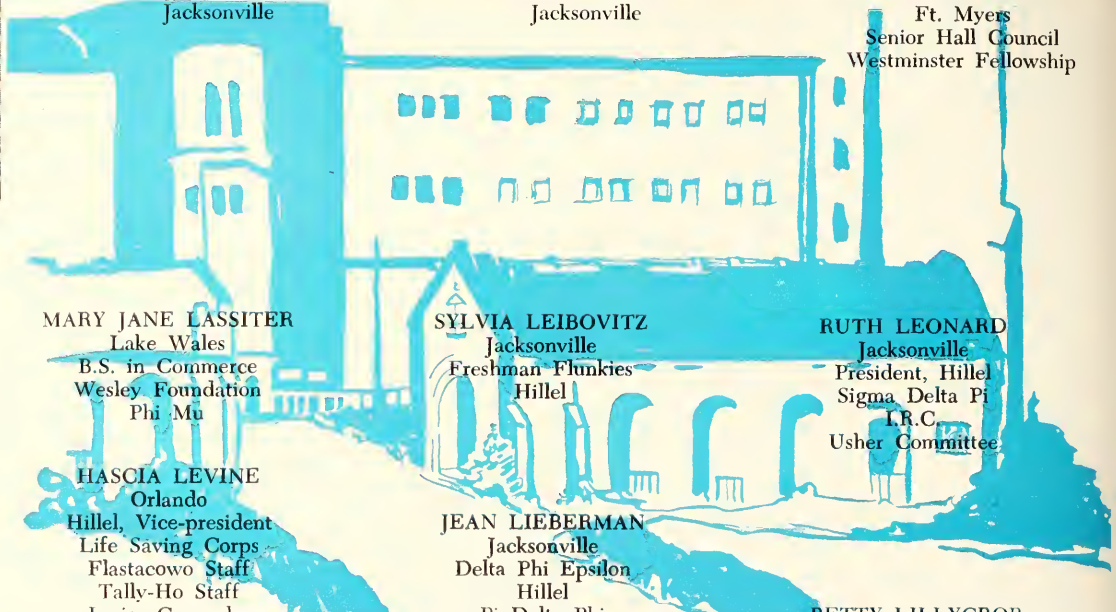 Jacksonville
Jacksonville
Ft. Myers
Senior Hall Council
Westminster Fellowship
MARY JANE LASSITER
Lake Wales
B.S. in Commerce
Wesley Foundation
Phi Mu
SYLVIA LEIBOVITZ
Jacksonville
Freshman Flunkies
Hillel
RUTH LEONARD
Jacksonville
President, Hillel
Sigma Delta Pi
I.R.C.
Usher Committee
HASCIA LEVINE
Orlando
Hillel, Vice-president
Life Saving Corps
Flastacowo Staff
Tally-Ho Staff
JEAN LIEBERMAN
Jacksonville
Delta Phi Epsilon
Hillel
Pi Delta Phi